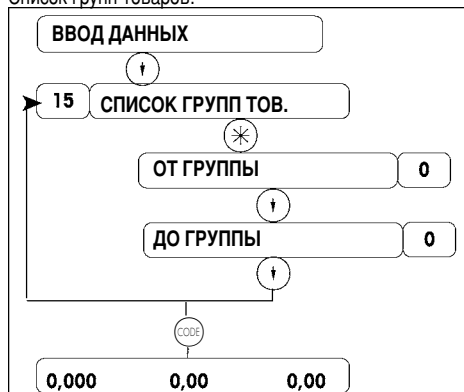 Список групп товаров.
ВВОД ДАННЫХ
15 СПИСОК ГРУПП ТОВ.
ОТ ГРУППЫ 0
ДО ГРУППЫ 0
CODE
0,000 0,00 0,00